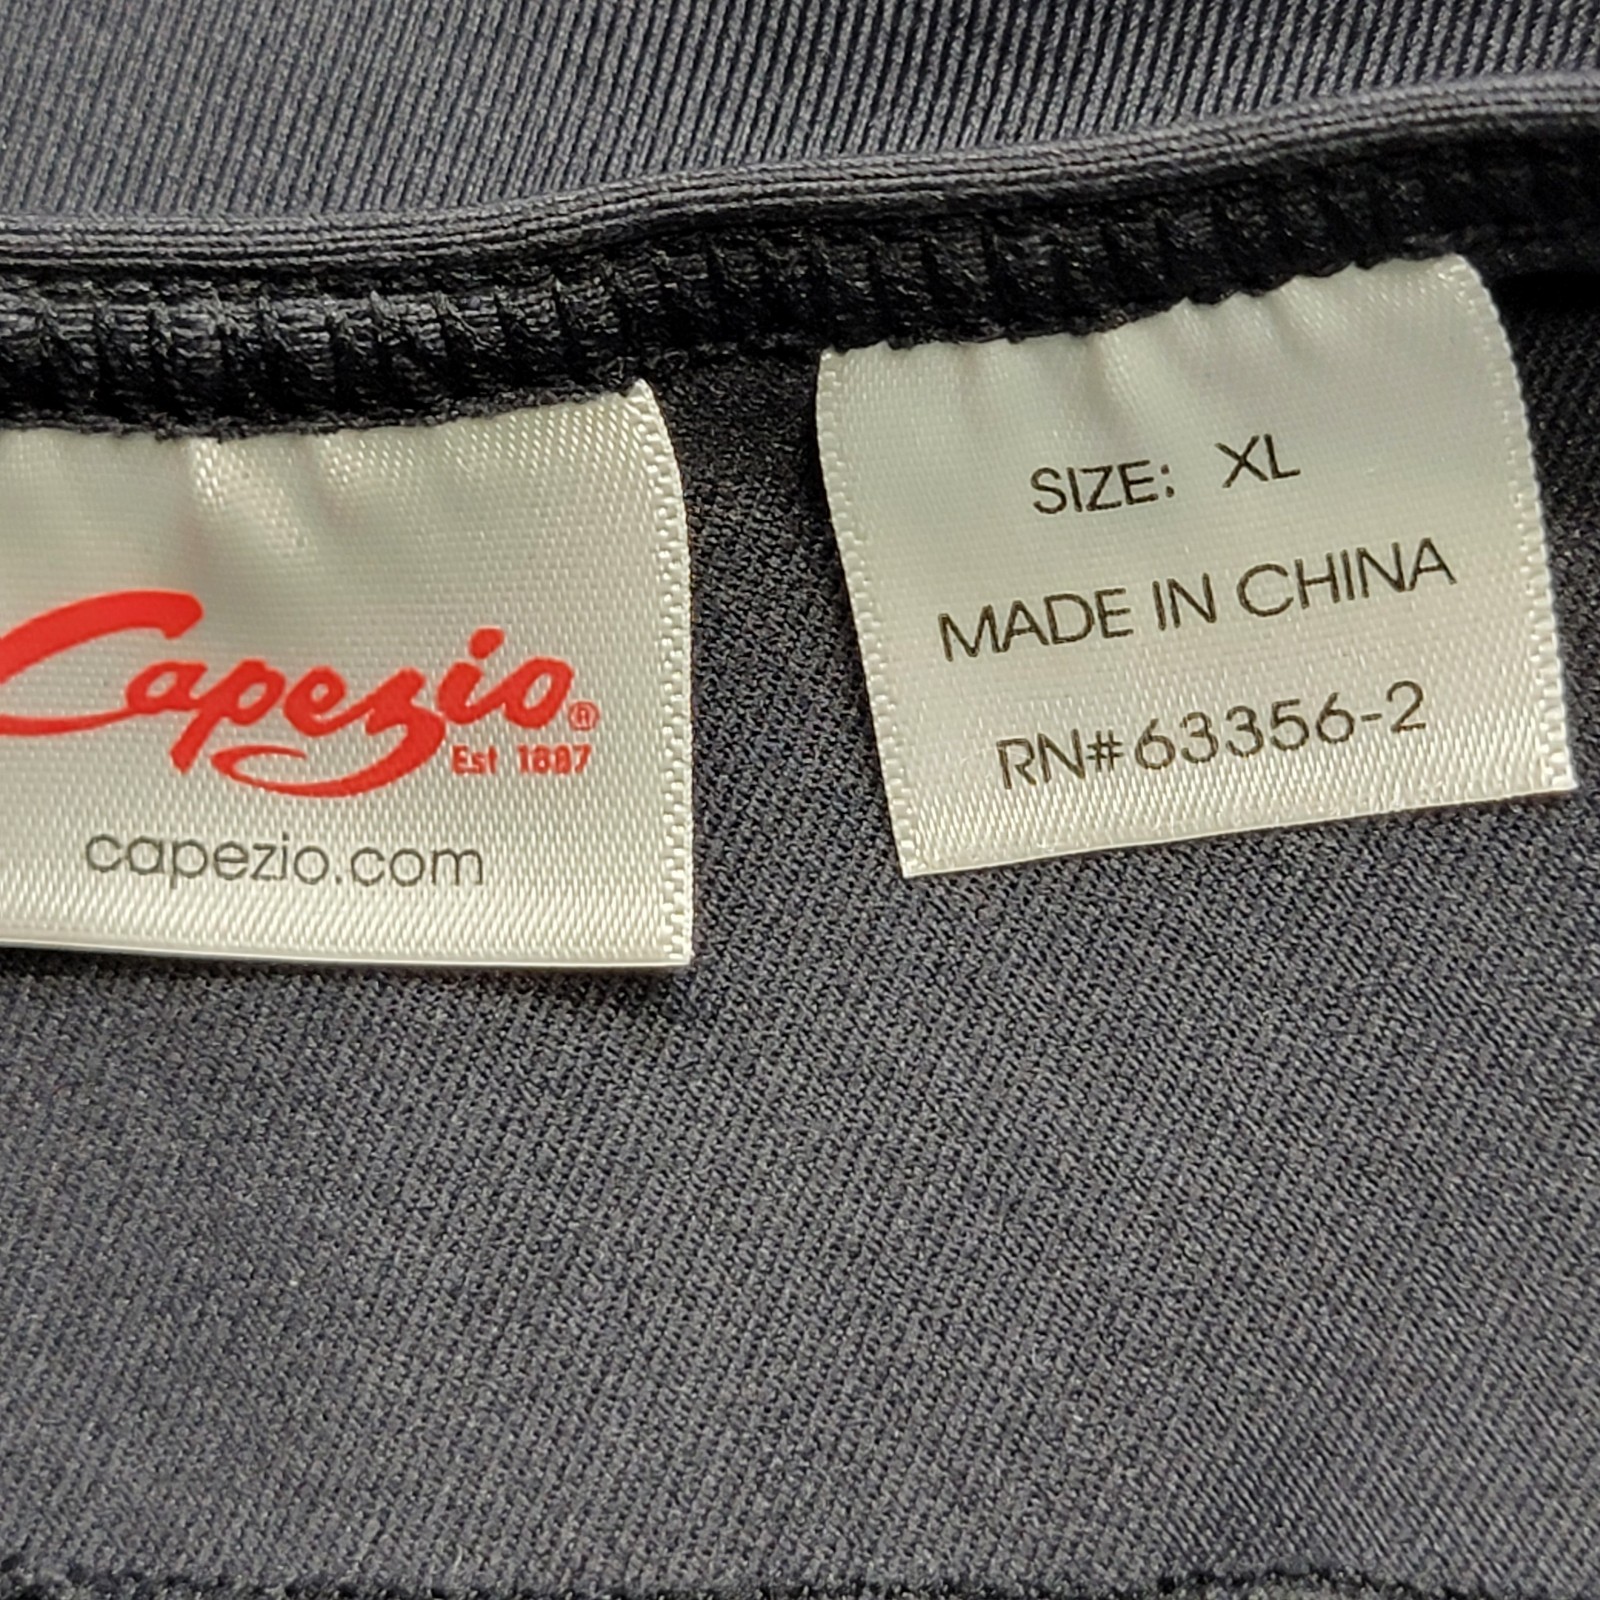 Capezio®
Est 1887
capezio.com
SIZE: XL
MADE IN CHINA
RN#63356-2